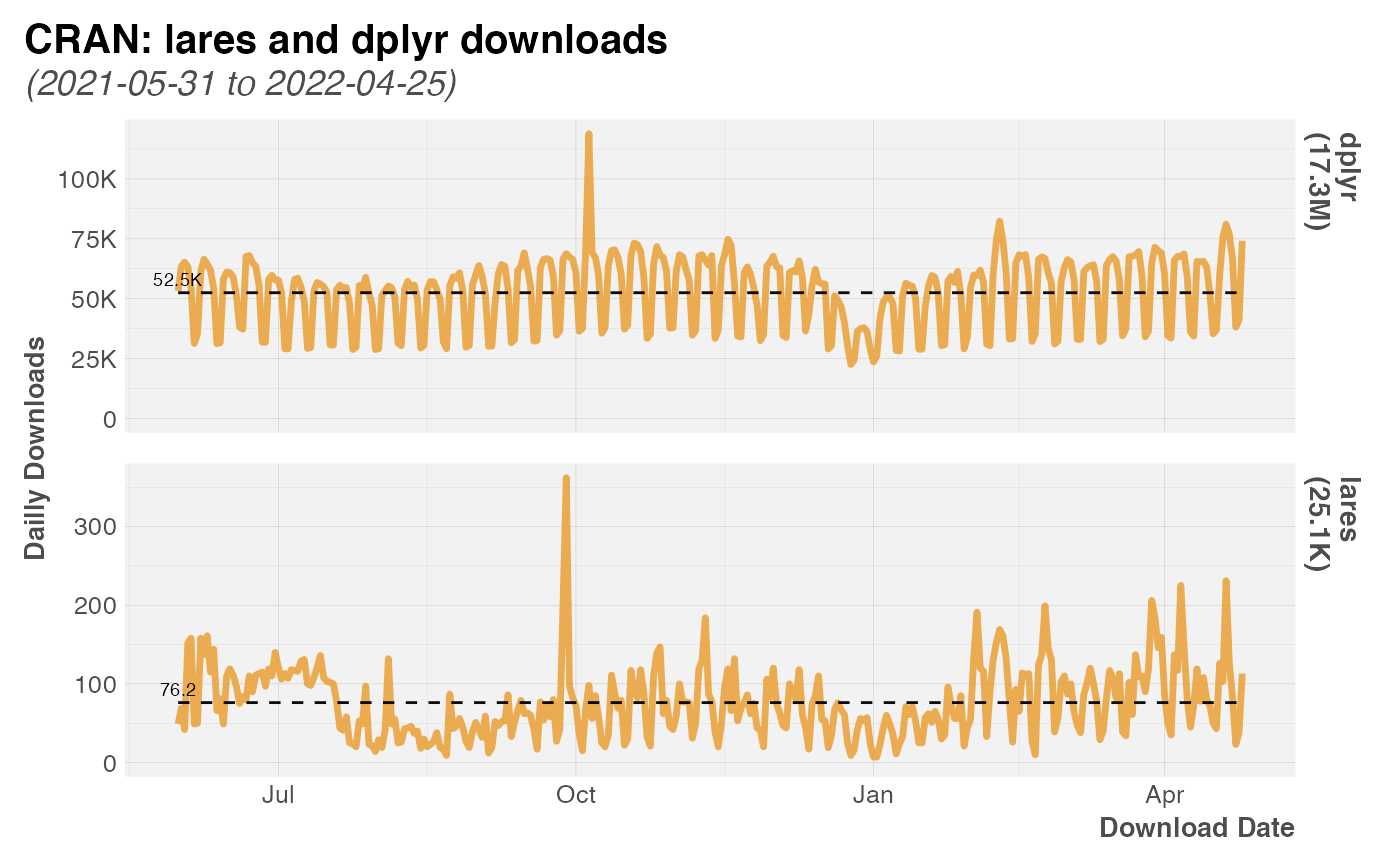 CRAN: lares and dplyr downloads
(2021-05-31 to 2022-04-25)
Dailly Downloads
100K
75K
50K
25K
0
52.5K
dplyr
(17.3M)
300
200
100
0
76.2
lares
(25.1K)
Jul
Oct
Jan
Apr
Download Date